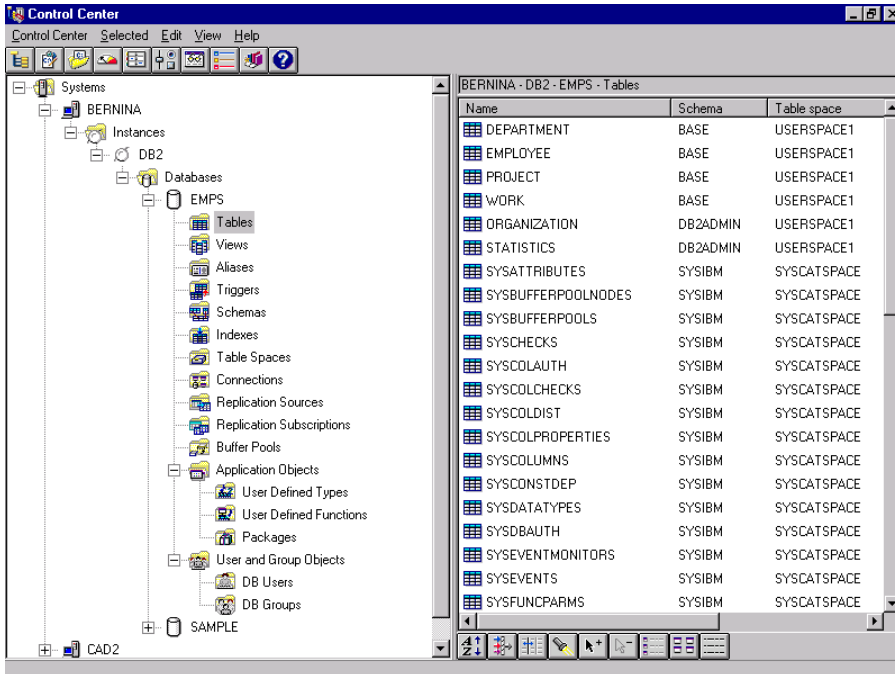 Control Center
Control Center Selected Edit View Help
Systems
BERNINA
Instances
DB2
Databases
EMPS
Tables
Views
Aliases
Triggers
Schemas
Indexes
Table Spaces
Connections
Replication Sources
Replication Subscriptions
Buffer Pools
Application Objects
User Defined Types
User Defined Functions
Packages
User and Group Objects
DB Users
DB Groups
SAMPLE
CAD2
BERNINA - DB2 - EMPS - Tables
Name Schema Table space
DEPARTMENT BASE USERSPACE1
EMPLOYEE BASE USERSPACE1
PROJECT BASE USERSPACE1
WORK BASE USERSPACE1
ORGANIZATION DB2ADMIN USERSPACE1
STATISTICS DB2ADMIN USERSPACE1
SYSATTRIBUTES SYSIBM SYSCATSPACE
SYSBUFFERPOOLNODES SYSIBM SYSCATSPACE
SYSBUFFERPOOLS SYSIBM SYSCATSPACE
SYSCHECKS SYSIBM SYSCATSPACE
SYSCOLAUTH SYSIBM SYSCATSPACE
SYSCOLCHECKS SYSIBM SYSCATSPACE
SYSCOLDIST SYSIBM SYSCATSPACE
SYSCOLPROPERTIES SYSIBM SYSCATSPACE
SYSCOLUMNS SYSIBM SYSCATSPACE
SYSCONSTDEP SYSIBM SYSCATSPACE
SYSDATATYPES SYSIBM SYSCATSPACE
SYSDBAUTH SYSIBM SYSCATSPACE
SYSEVENTMONITORS SYSIBM SYSCATSPACE
SYSEVENTS SYSIBM SYSCATSPACE
SYSFUNCPARMS SYSIBM SYSCATSPACE